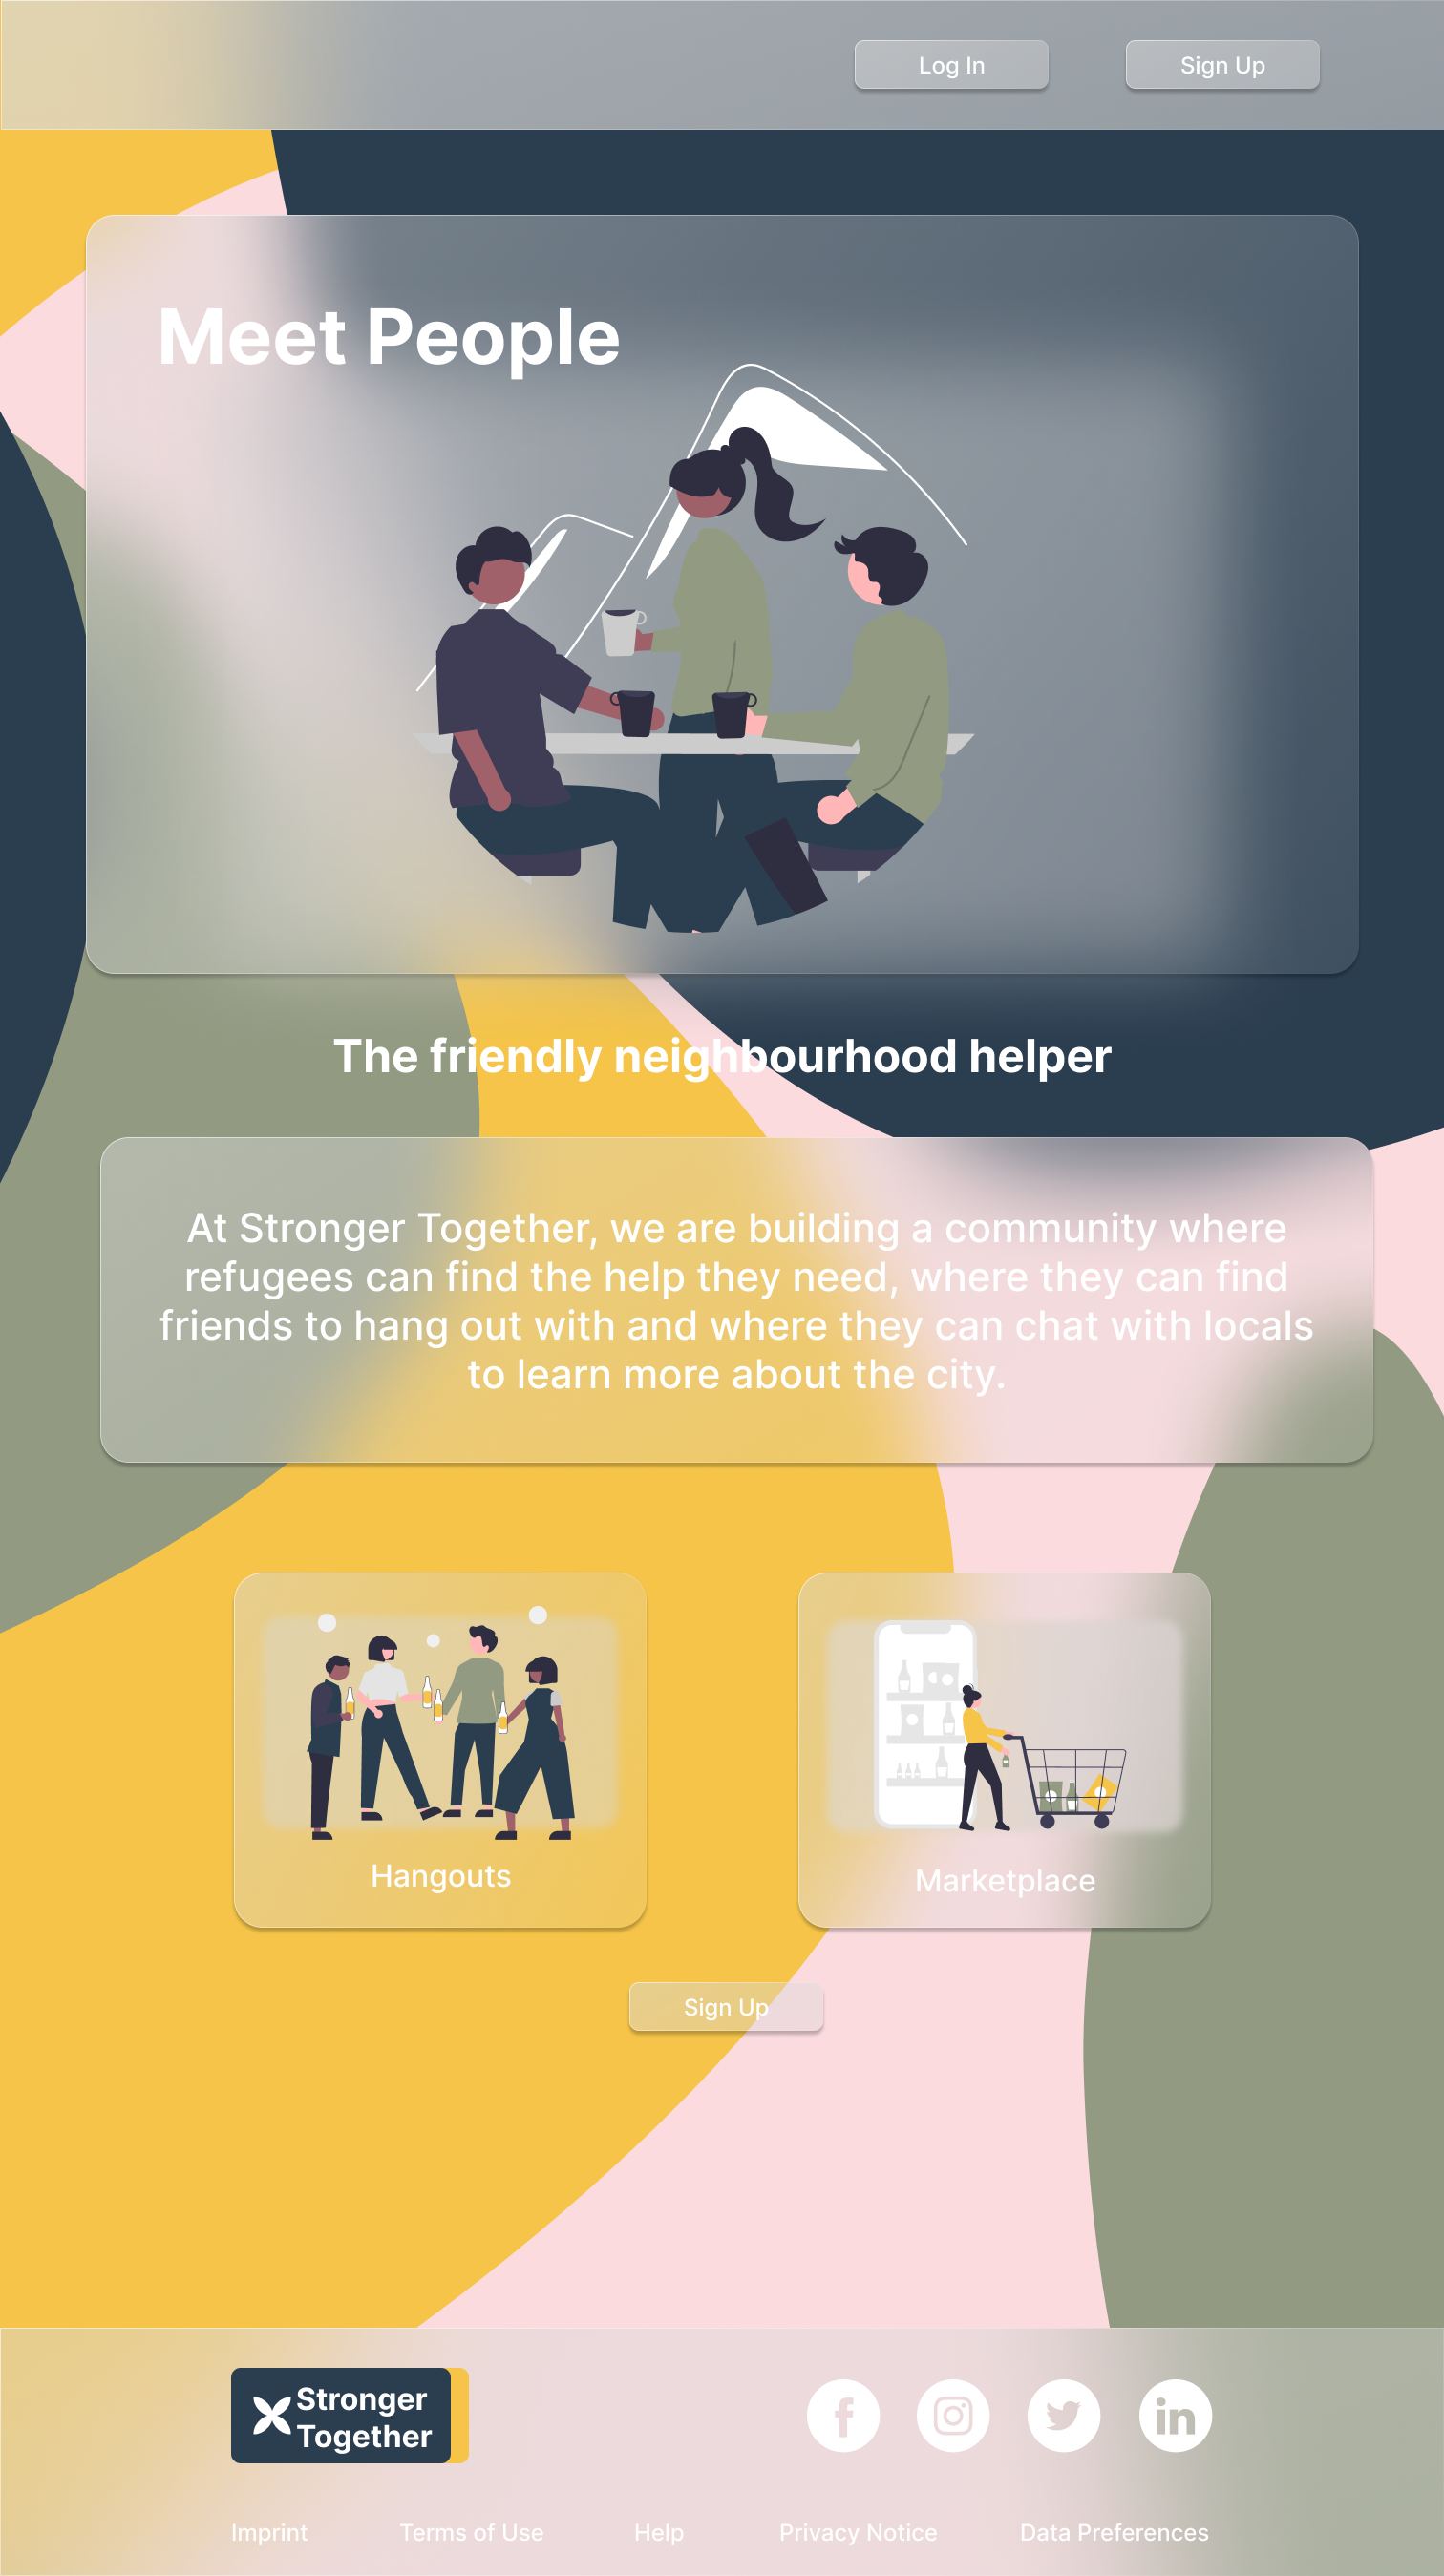 Log In
Sign Up
Meet People
The friendly neighbourhood helper
At Stronger Together, we are building a community where
refugees can find the help they need, where they can find
friends to hang out with and where they can chat with locals
to learn more about the city.
Hangouts
Marketplace
Sign Up
Stronger
Together
Imprint
Terms of Use
Help
Privacy Notice
Data Preferences